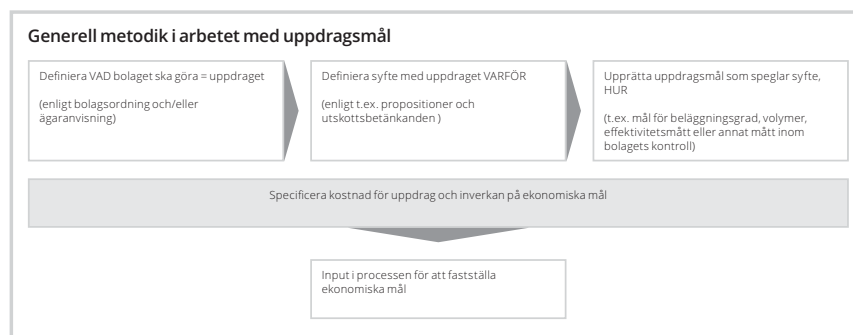 Generell metodik i arbetet med uppdragsmål
Definiera VAD bolaget ska göra = uppdraget
(enligt bolagsordning och/eller
ägaranvisning)
Definiera syfte med uppdraget VARFÖR
(enligt t.ex. propositioner och
utskottsbetänkanden )
Upprätta uppdragsmål som speglar syfte,
HUR
(t.ex. mål för beläggningsgrad, volymer,
effektivitetsmått eller annat mått inom
bolagets kontroll)
Specificera kostnad för uppdrag och inverkan på ekonomiska mål
Input i processen för att fastställa
ekonomiska mål